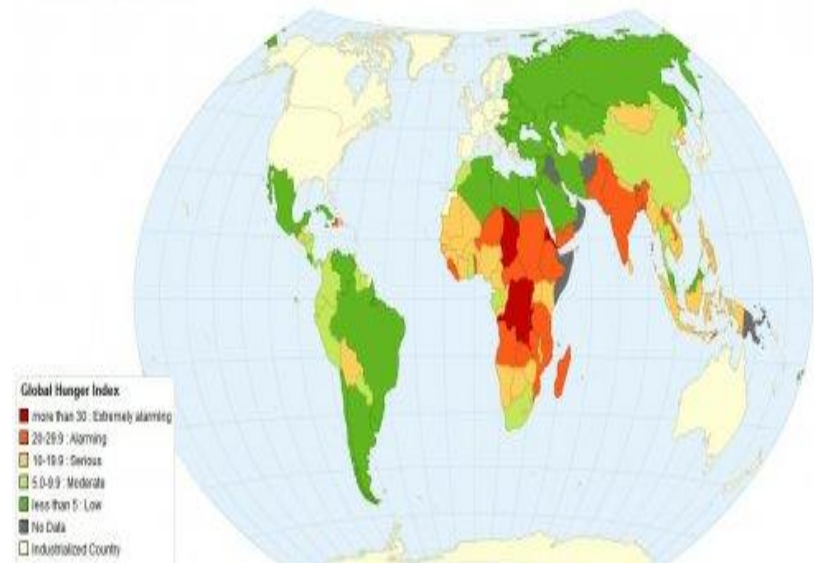 Global Hunger Index
more than 30 : Extremely alarming
20-29.9 : Alarming
10-19.9 : Serious
5.0-9.9 : Moderate
less than 5 : Low
No Data
Industrialized Country